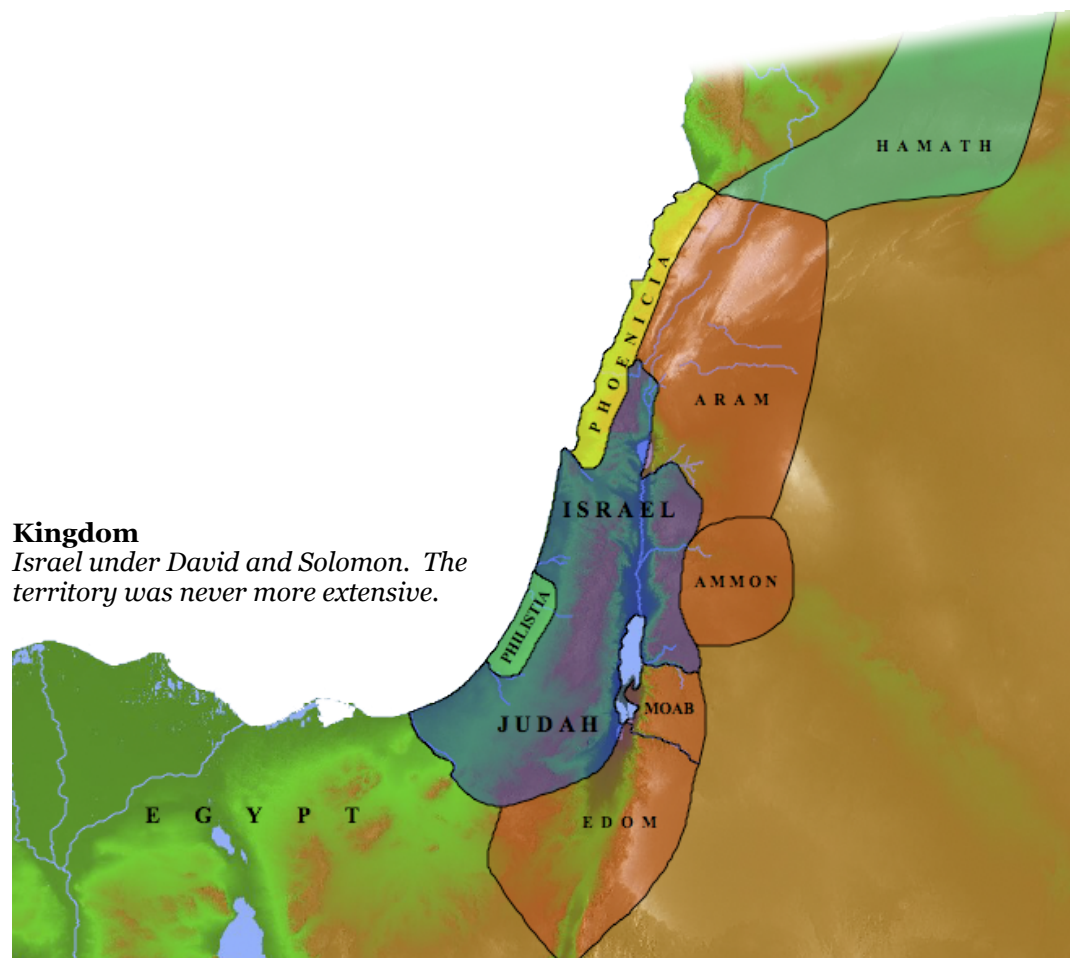 HAMATH
PHOENICIA
ARAM
ISRAEL
Kingdom
Israel under David and Solomon. The
territory was never more extensive.
AMMON
PHILISTIA
MOAB
JUDAH
EGYPT
EDOM